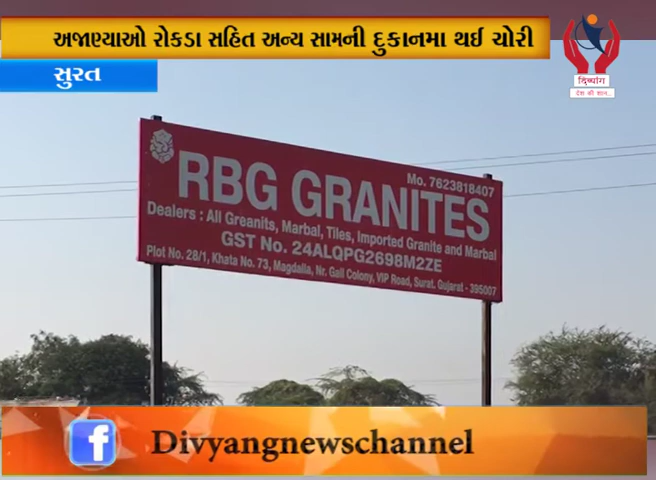 અજાણ્યાઓ રોકડા સહિત અન્ય સામની દુકાનમા થઈ ચોરી
સુરત
दिव्यांग
देश की शान..
RBG GRANITES
Mo. 7623818407
Dealers : All Greanits, Marbal, Tiles, Imported Granite and Marbal
GST No. 24ALQPG2698M2ZE
Plot No. 28/1, Khata No. 73, Magdalla, Nr. Gail Colony, VIP Road, Surat. Gujarat - 395007
f Divyangnewschannel